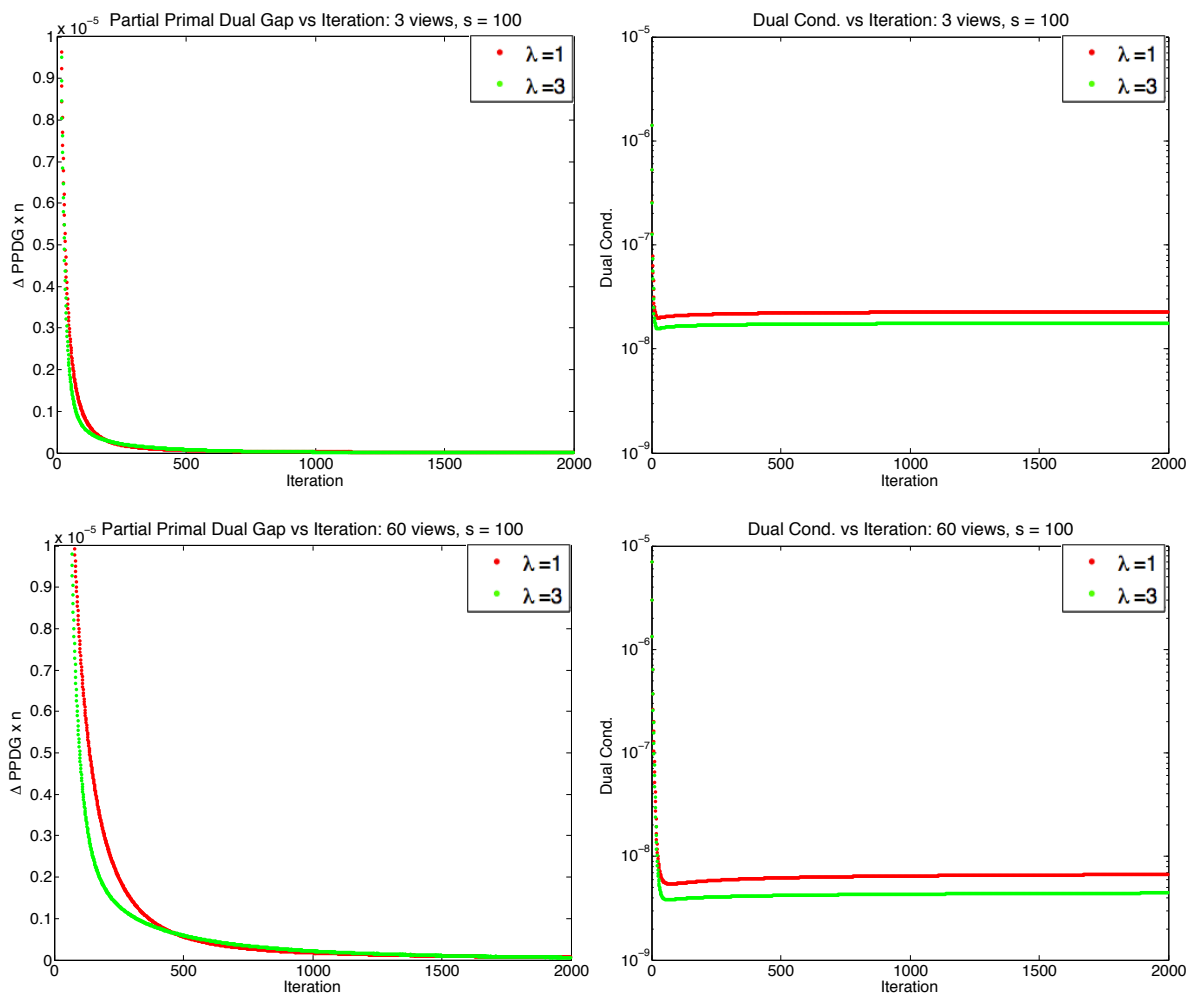 Partial Primal Dual Gap vs Iteration: 3 views, s = 100
x 10⁻⁵
1
0.9
0.8
0.7
0.6
0.5
0.4
0.3
0.2
0.1
0
Δ PPDG x n
0 500 1000 1500 2000
Iteration
λ =1
λ =3
Dual Cond. vs Iteration: 3 views, s = 100
10⁻⁵
10⁻⁶
10⁻⁷
10⁻⁸
10⁻⁹
Dual Cond.
0 500 1000 1500 2000
Iteration
λ =1
λ =3
Partial Primal Dual Gap vs Iteration: 60 views, s = 100
x 10⁻⁵
1
0.9
0.8
0.7
0.6
0.5
0.4
0.3
0.2
0.1
0
Δ PPDG x n
0 500 1000 1500 2000
Iteration
λ =1
λ =3
Dual Cond. vs Iteration: 60 views, s = 100
10⁻⁵
10⁻⁶
10⁻⁷
10⁻⁸
10⁻⁹
Dual Cond.
0 500 1000 1500 2000
Iteration
λ =1
λ =3